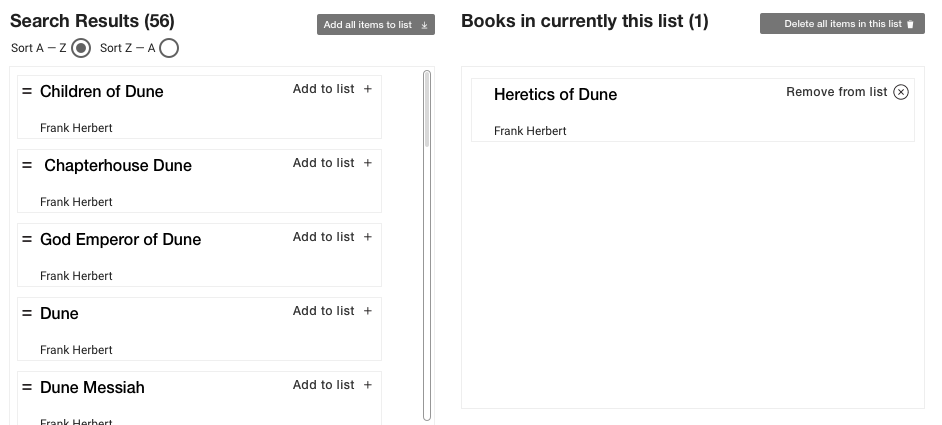 Search Results (56)
Add all items to list
Sort A — Z
Sort Z — A
Children of Dune
Add to list +
Frank Herbert
Chapterhouse Dune
Add to list +
Frank Herbert
God Emperor of Dune
Add to list +
Frank Herbert
Dune
Add to list +
Frank Herbert
Dune Messiah
Add to list +
Frank Herbert
Books in currently this list (1)
Delete all items in this list
Heretics of Dune
Remove from list
Frank Herbert